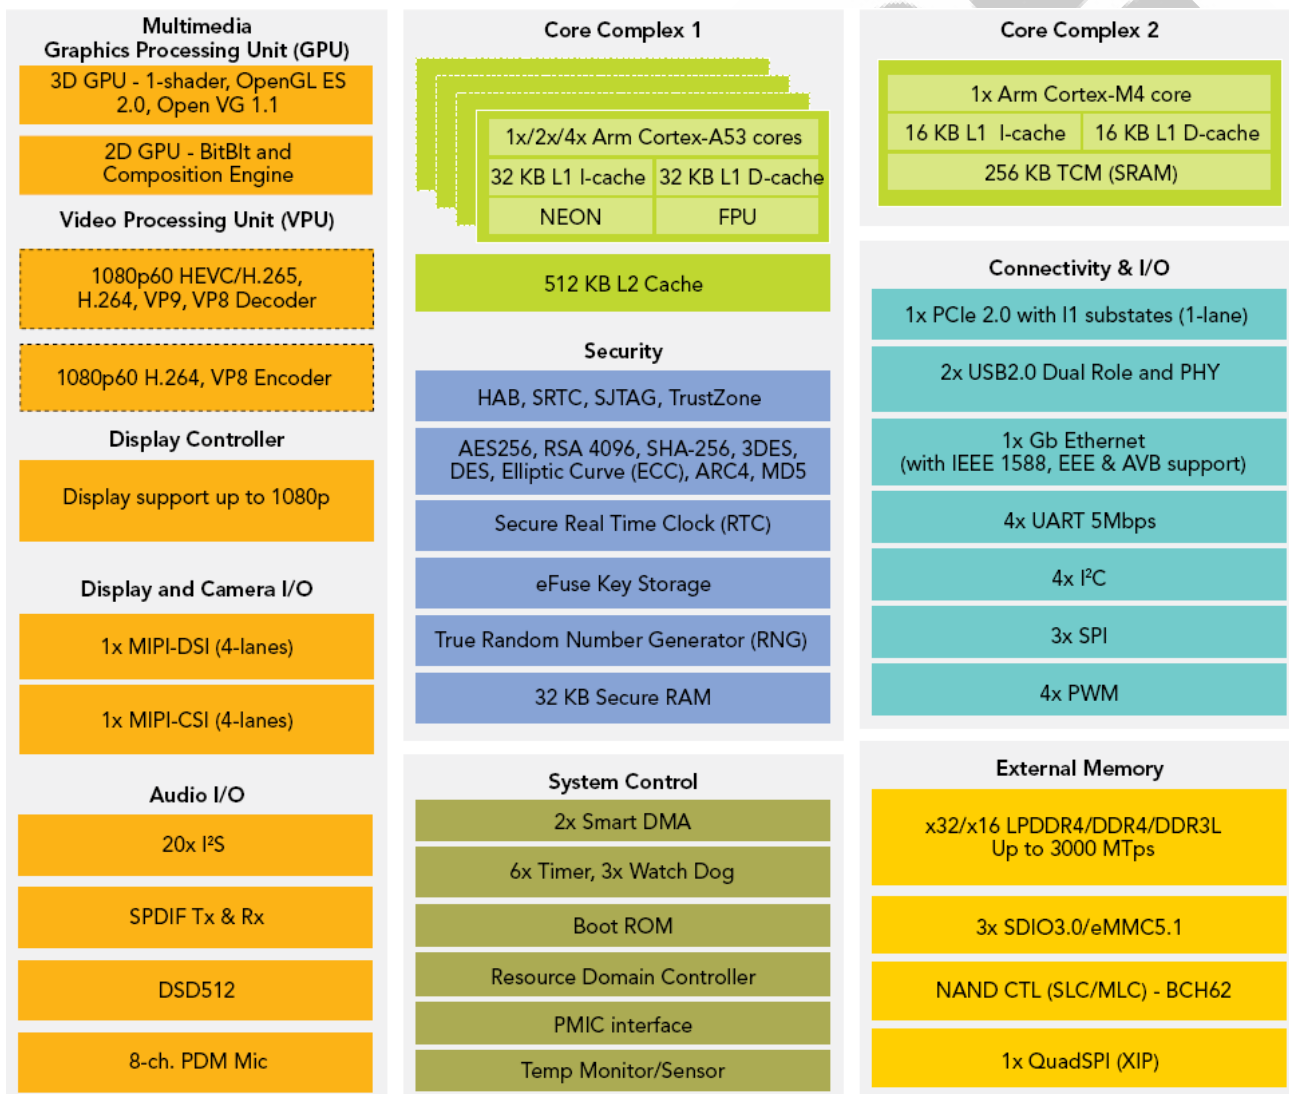 Multimedia
Graphics Processing Unit (GPU)
3D GPU - 1-shader, OpenGL ES
2.0, Open VG 1.1
2D GPU - BitBlt and
Composition Engine
Video Processing Unit (VPU)
1080p60 HEVC/H.265,
H.264, VP9, VP8 Decoder
1080p60 H.264, VP8 Encoder
Display Controller
Display support up to 1080p
Display and Camera I/O
1x MIPI-DSI (4-lanes)
1x MIPI-CSI (4-lanes)
Audio I/O
20x I²S
SPDIF Tx & Rx
DSD512
8-ch. PDM Mic
Core Complex 1
1x/2x/4x Arm Cortex-A53 cores
32 KB L1 I-cache
32 KB L1 D-cache
NEON
FPU
512 KB L2 Cache
Security
HAB, SRTC, SJTAG, TrustZone
AES256, RSA 4096, SHA-256, 3DES,
DES, Elliptic Curve (ECC), ARC4, MD5
Secure Real Time Clock (RTC)
eFuse Key Storage
True Random Number Generator (RNG)
32 KB Secure RAM
System Control
2x Smart DMA
6x Timer, 3x Watch Dog
Boot ROM
Resource Domain Controller
PMIC interface
Temp Monitor/Sensor
Core Complex 2
1x Arm Cortex-M4 core
16 KB L1 I-cache
16 KB L1 D-cache
256 KB TCM (SRAM)
Connectivity & I/O
1x PCIe 2.0 with l1 substates (1-lane)
2x USB2.0 Dual Role and PHY
1x Gb Ethernet
(with IEEE 1588, EEE & AVB support)
4x UART 5Mbps
4x I²C
3x SPI
4x PWM
External Memory
x32/x16 LPDDR4/DDR4/DDR3L
Up to 3000 MTps
3x SDIO3.0/eMMC5.1
NAND CTL (SLC/MLC) - BCH62
1x QuadSPI (XIP)